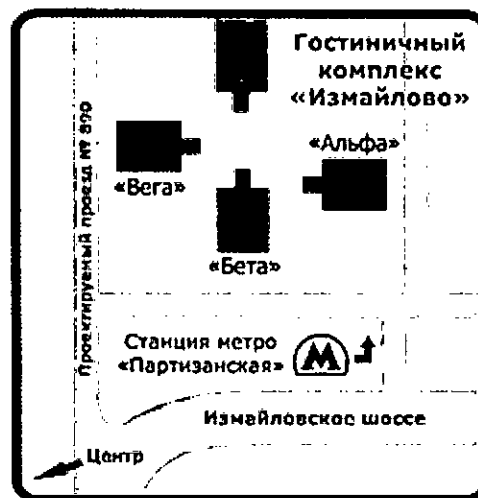 Гостиничный
комплекс
«Измайлово»
«Альфа»
«Вега»
«Бета»
Проектируемый проезд № 890
Станция метро
«Партизанская»
М
Измайловское шоссе
Центр